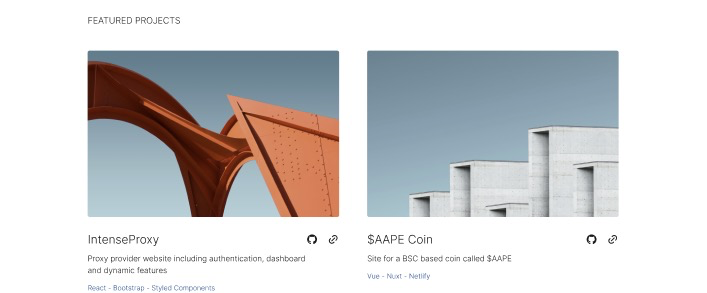 FEATURED PROJECTS
IntenseProxy
Proxy provider website including authentication, dashboard
and dynamic features
React - Bootstrap - Styled Components
$AAPE Coin
Site for a BSC based coin called $AAPE
Vue - Nuxt - Netlify